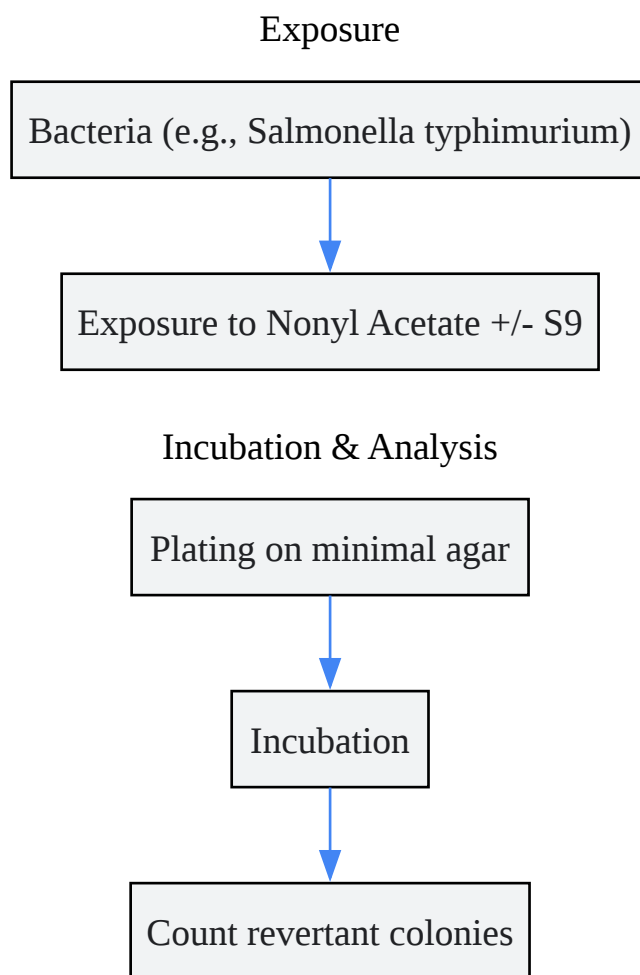 Exposure
Bacteria (e.g., Salmonella typhimurium)
Exposure to Nonyl Acetate +/- S9
Incubation & Analysis
Plating on minimal agar
Incubation
Count revertant colonies